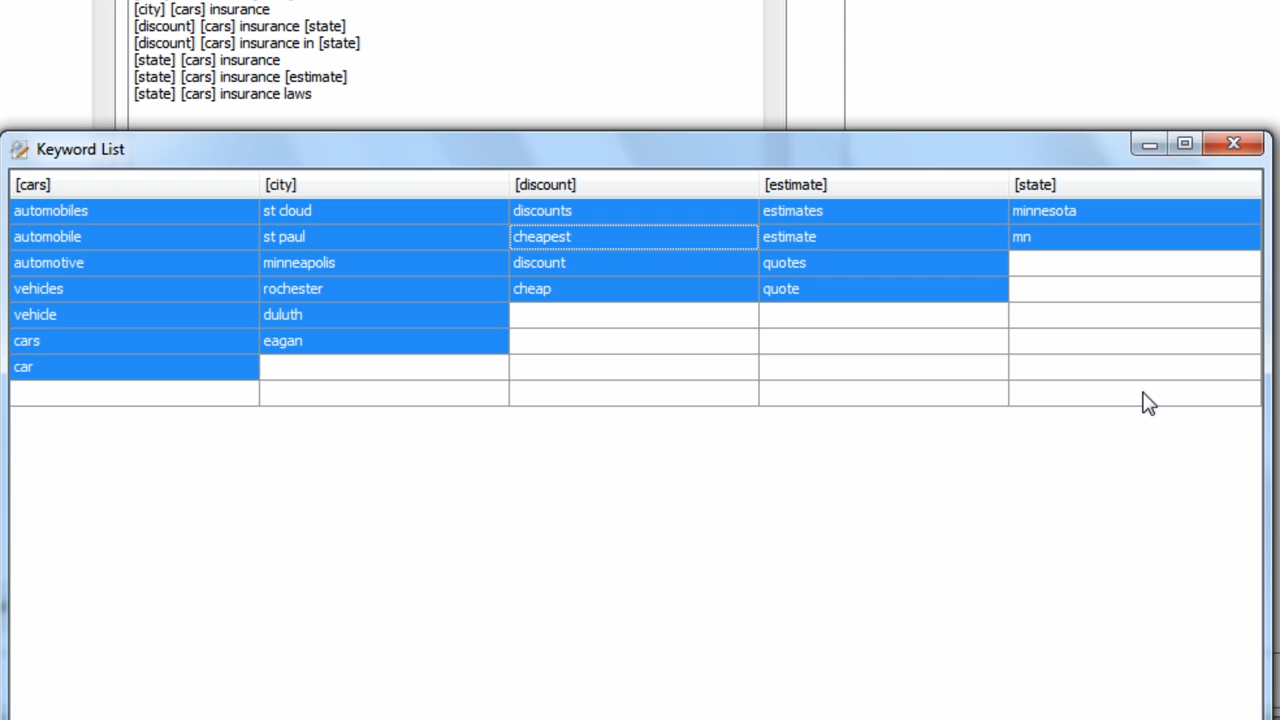 [city] [cars] insurance
[discount] [cars] insurance [state]
[discount] [cars] insurance in [state]
[state] [cars] insurance
[state] [cars] insurance [estimate]
[state] [cars] insurance laws
Keyword List
[cars] [city] [discount] [estimate] [state]
automobiles st cloud discounts estimates minnesota
automobile st paul cheapest estimate mn
automotive minneapolis discount quotes
vehicles rochester cheap quote
vehicle duluth
cars eagan
car